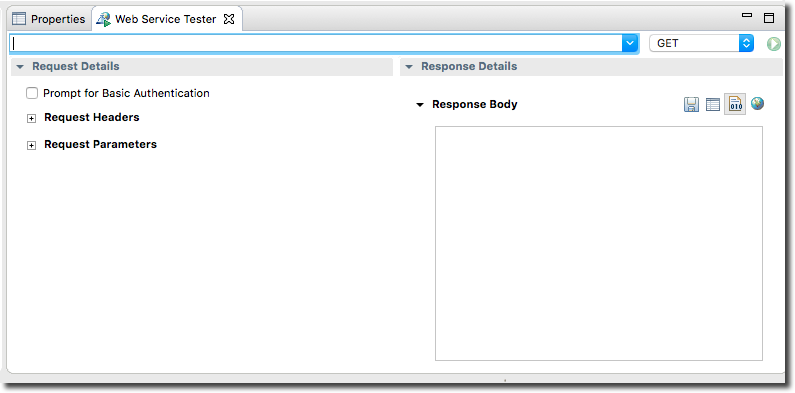 Properties
Web Service Tester
GET
Request Details
Response Details
Prompt for Basic Authentication
Response Body
010
Request Headers
Request Parameters